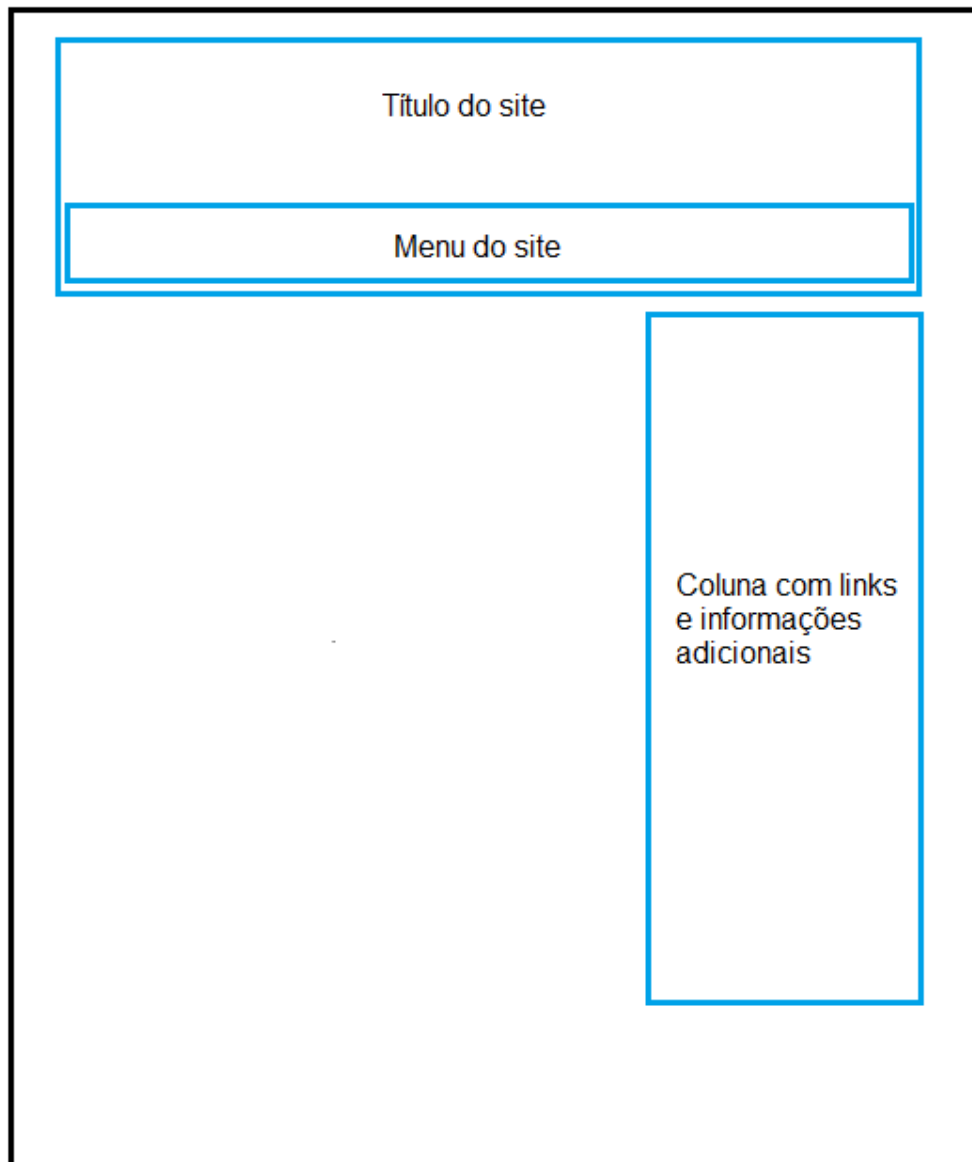 Título do site
Menu do site
Coluna com links
e informações
adicionais